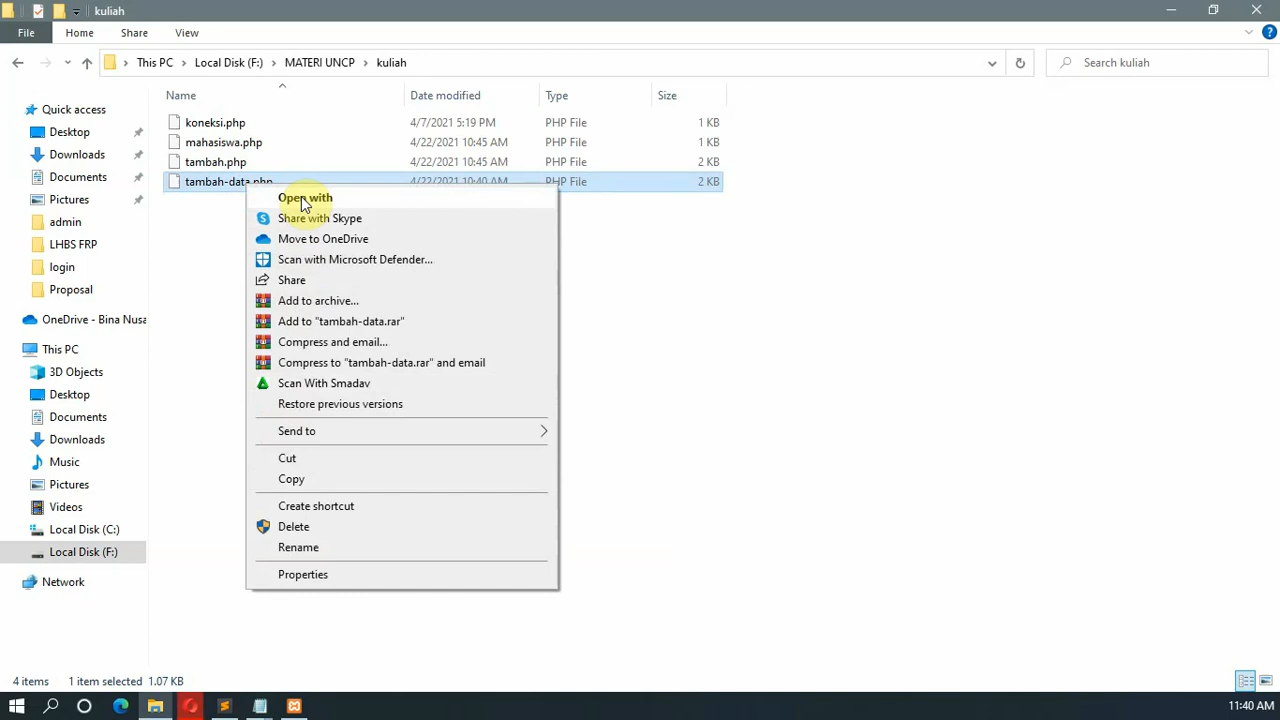 kuliah
File Home Share View
This PC Local Disk (F:) MATERI UNCP kuliah Search kuliah
Name Date modified Type Size
Quick access
Desktop
Downloads
Documents
Pictures
admin
LHBS FRP
login
Proposal
OneDrive - Bina Nusa
This PC
3D Objects
Desktop
Documents
Downloads
Music
Pictures
Videos
Local Disk (C:)
Local Disk (F:)
Network
koneksi.php 4/7/2021 5:19 PM PHP File 1 KB
mahasiswa.php 4/22/2021 10:45 AM PHP File 1 KB
tambah.php 4/22/2021 10:45 AM PHP File 2 KB
tambah-data.php 4/22/2021 10:40 AM PHP File 2 KB
Open with
Share with Skype
Move to OneDrive
Scan with Microsoft Defender...
Share
Add to archive...
Add to "tambah-data.rar"
Compress and email...
Compress to "tambah-data.rar" and email
Scan With Smadav
Restore previous versions
Send to
Cut
Copy
Create shortcut
Delete
Rename
Properties
4 items 1 item selected 1.07 KB
11:40 AM